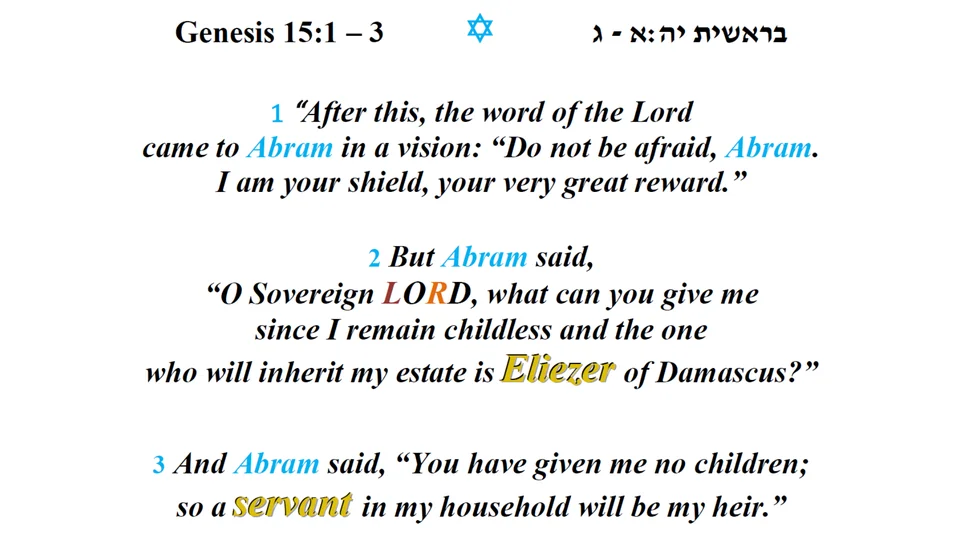 Genesis 15:1 – 3 ✡ בראשית יה:א - ג
1 “After this, the word of the Lord
came to Abram in a vision: “Do not be afraid, Abram.
I am your shield, your very great reward.”
2 But Abram said,
“O Sovereign LORD, what can you give me
since I remain childless and the one
who will inherit my estate is Eliezer of Damascus?”
3 And Abram said, “You have given me no children;
so a servant in my household will be my heir.”